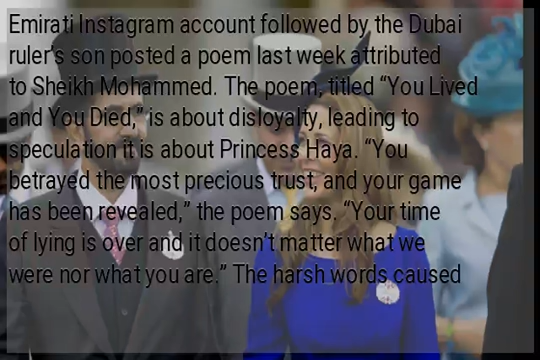 Emirati Instagram account followed by the Dubai
ruler's son posted a poem last week attributed
to Sheikh Mohammed. The poem, titled “You Lived
and You Died,” is about disloyalty, leading to
speculation it is about Princess Haya. “You
betrayed the most precious trust, and your game
has been revealed,” the poem says. “Your time
of lying is over and it doesn't matter what we
were nor what you are.” The harsh words caused